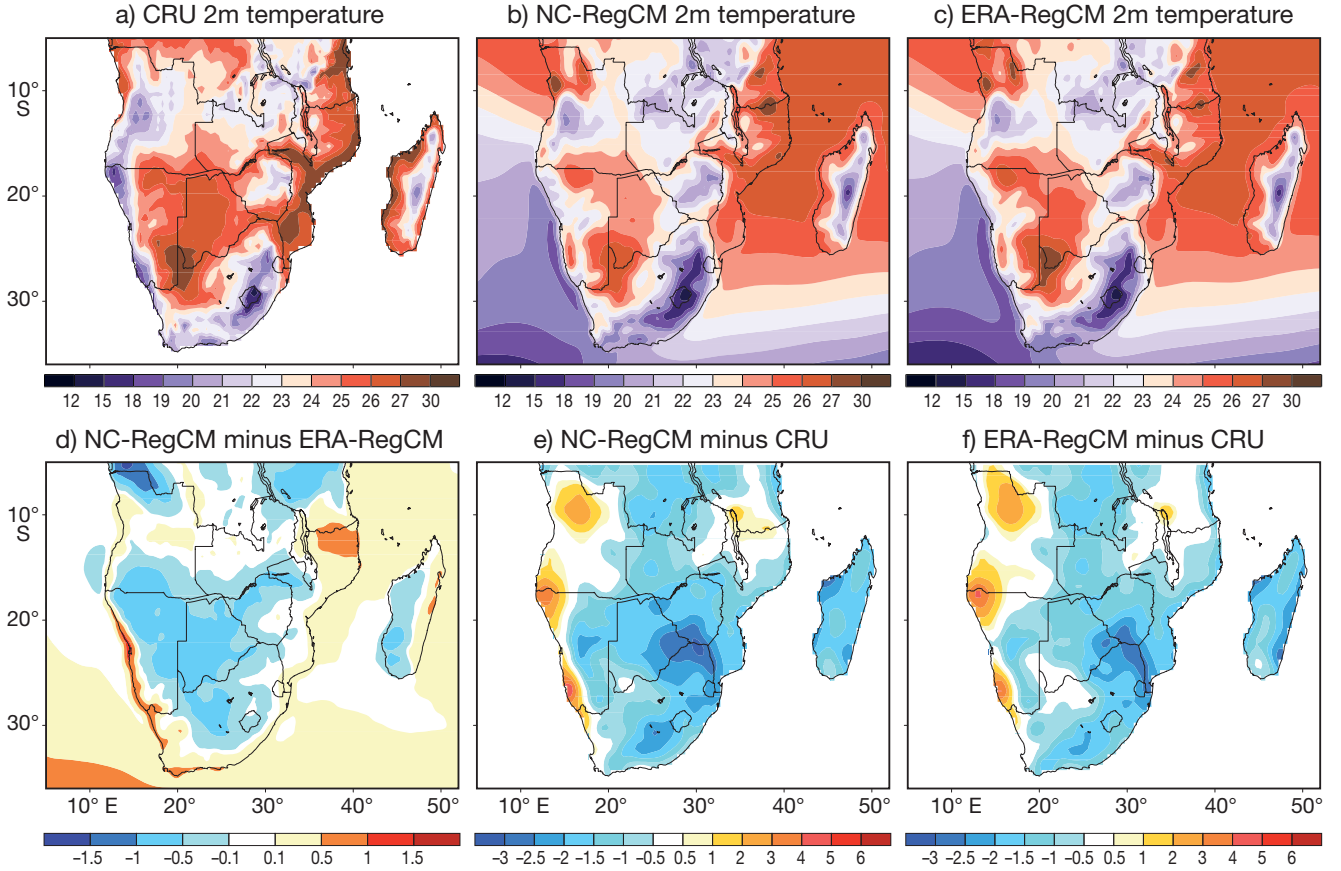 a) CRU 2m temperature
b) NC-RegCM 2m temperature
c) ERA-RegCM 2m temperature
10°
S
20°
30°
12 15 18 19 20 21 22 23 24 25 26 27 30
12 15 18 19 20 21 22 23 24 25 26 27 30
12 15 18 19 20 21 22 23 24 25 26 27 30
d) NC-RegCM minus ERA-RegCM
e) NC-RegCM minus CRU
f) ERA-RegCM minus CRU
10°
S
20°
30°
10° E 20° 30° 40° 50°
10° E 20° 30° 40° 50°
10° E 20° 30° 40° 50°
−1.5 −1 −0.5 −0.1 0.1 0.5 1 1.5
−3 −2.5 −2 −1.5 −1 −0.5 0.5 1 2 3 4 5 6
−3 −2.5 −2 −1.5 −1 −0.5 0.5 1 2 3 4 5 6